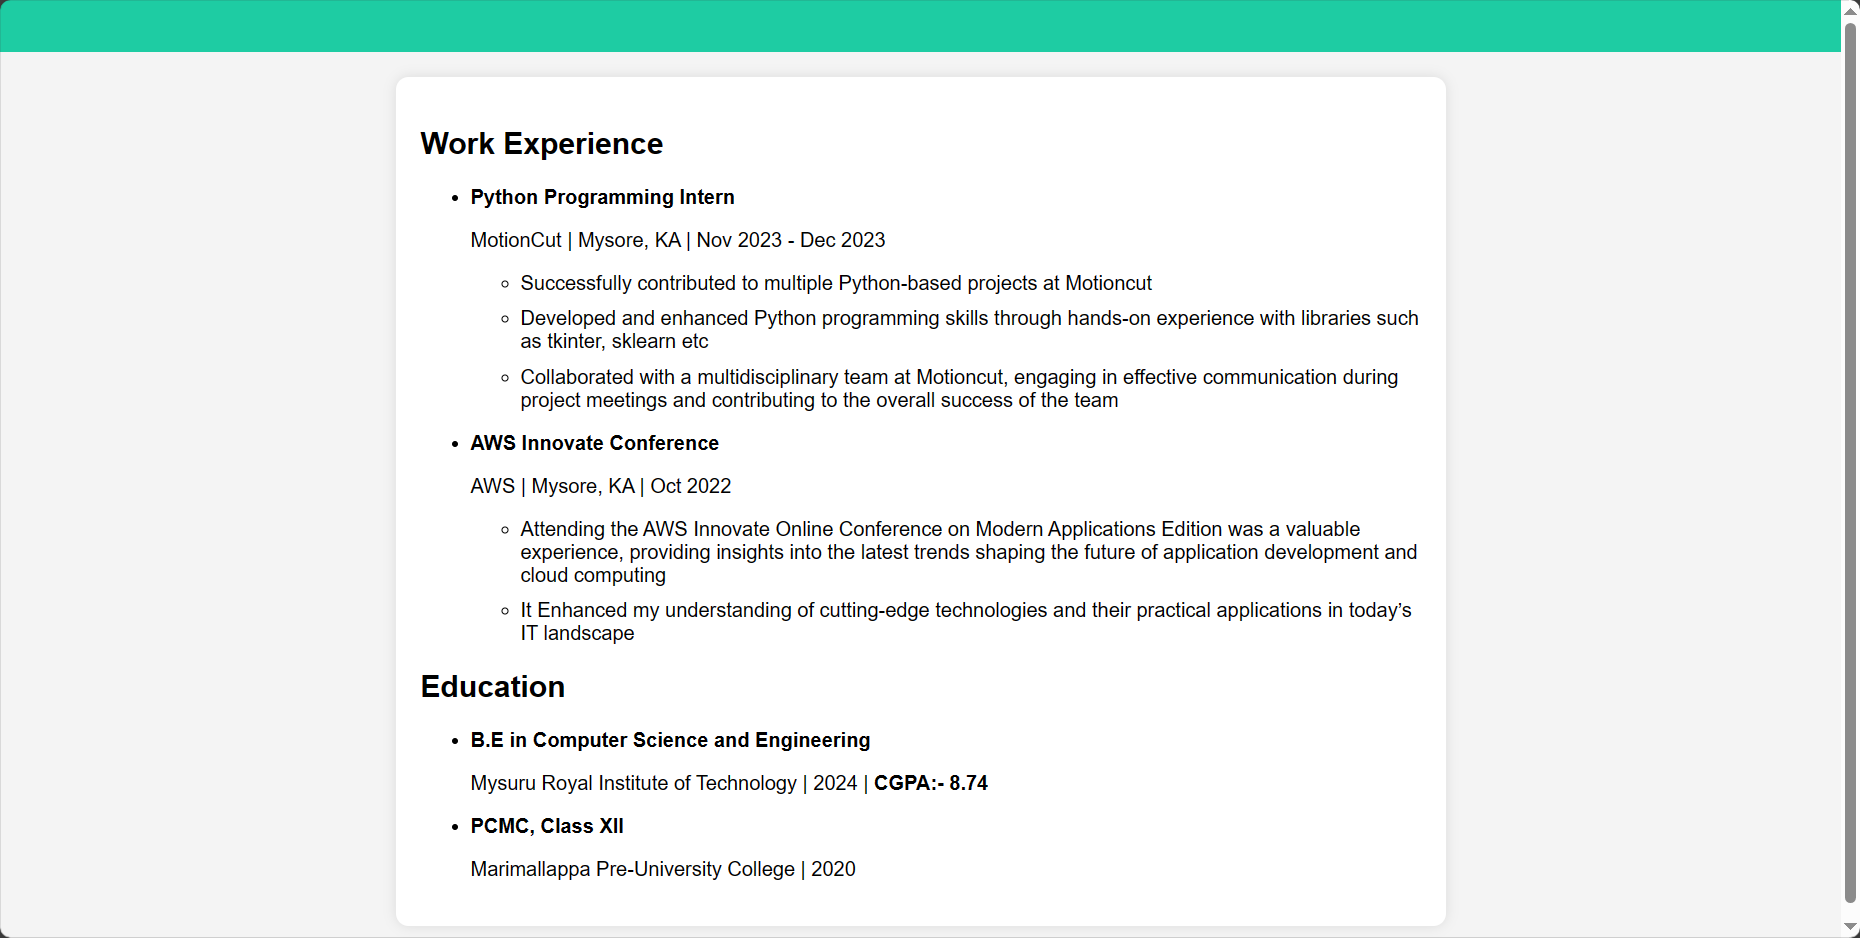 Work Experience
Python Programming Intern
MotionCut | Mysore, KA | Nov 2023 - Dec 2023
Successfully contributed to multiple Python-based projects at Motioncut
Developed and enhanced Python programming skills through hands-on experience with libraries such
as tkinter, sklearn etc
Collaborated with a multidisciplinary team at Motioncut, engaging in effective communication during
project meetings and contributing to the overall success of the team
AWS Innovate Conference
AWS | Mysore, KA | Oct 2022
Attending the AWS Innovate Online Conference on Modern Applications Edition was a valuable
experience, providing insights into the latest trends shaping the future of application development and
cloud computing
It Enhanced my understanding of cutting-edge technologies and their practical applications in today’s
IT landscape
Education
B.E in Computer Science and Engineering
Mysuru Royal Institute of Technology | 2024 | CGPA:- 8.74
PCMC, Class XII
Marimallappa Pre-University College | 2020